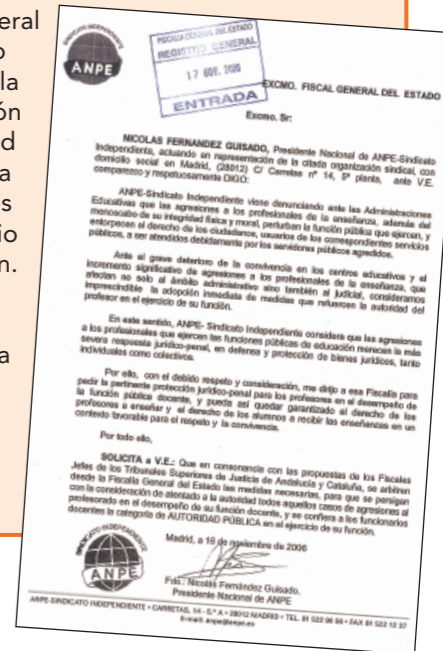 eral
o
la
ón
d
a
s
io
n.
a
SINDICATO INDEPENDIENTE
ANPE
FISCALIA GENERAL DEL ESTADO
REGISTRO GENERAL
17 NOV. 2006
ENTRADA
EXCMO. FISCAL GENERAL DEL ESTADO
Excmo. Sr:
NICOLAS FERNANDEZ GUISADO, Presidente Nacional de ANPE-Sindicato
Independiente, actuando en representación de la citada organización sindical, con
domicilio social en Madrid, (28012) C/ Carretas nº 14, 5ª planta, ante V.E.
comparezco y respetuosamente DIGO:
ANPE-Sindicato Independiente viene denunciando ante las Administraciones
Educativas que las agresiones a los profesionales de la enseñanza, además del
menoscabo de su integridad física y moral, perturban la función pública que ejercen, y
entorpecen el derecho de los ciudadanos, usuarios de los correspondientes servicios
públicos, a ser atendidos debidamente por los servidores públicos agredidos.
Ante el grave deterioro de la convivencia en los centros educativos y el
incremento significativo de agresiones a los profesionales de la enseñanza, que
afectan no solo al ámbito administrativo sino también al judicial, consideramos
imprescindible la adopción inmediata de medidas que refuercen la autoridad del
profesor en el ejercicio de su función.
En este sentido, ANPE- Sindicato Independiente considera que las agresiones
a los profesionales que ejercen las funciones públicas de educación merecen la más
severa respuesta jurídico-penal, en defensa y protección de bienes jurídicos, tanto
individuales como colectivos.
Por ello, con el debido respeto y consideración, me dirijo a esa Fiscalía para
pedir la pertinente protección jurídico-penal para los profesores en el desempeño de
la función pública docente, y pueda así quedar garantizado el derecho de los
profesores a enseñar y el derecho de los alumnos a recibir las enseñanzas en un
contexto favorable para el respeto y la convivencia.
Por todo ello,
SOLICITA a V.E.: Que en consonancia con las propuestas de los Fiscales
Jefes de los Tribunales Superiores de Justicia de Andalucía y Cataluña, se arbitren
desde la Fiscalía General del Estado las medidas necesarias, para que se persigan
con la consideración de atentado a la autoridad todos aquellos casos de agresiones al
profesorado en el desempeño de su función docente, y se confiera a los funcionarios
docentes la categoría de AUTORIDAD PÚBLICA en el ejercicio de su función.
Madrid, a 16 de noviembre de 2006
SINDICATO INDEPENDIENTE
ANPE
Fdo.: Nicolás Fernández Guisado.
Presidente Nacional de ANPE
ANPE-SINDICATO INDEPENDIENTE • CARRETAS, 14 - 5.º A • 28012 MADRID • TEL. 91 522 90 56 • FAX 91 522 12 37
E-mail: anpe@anpe.es